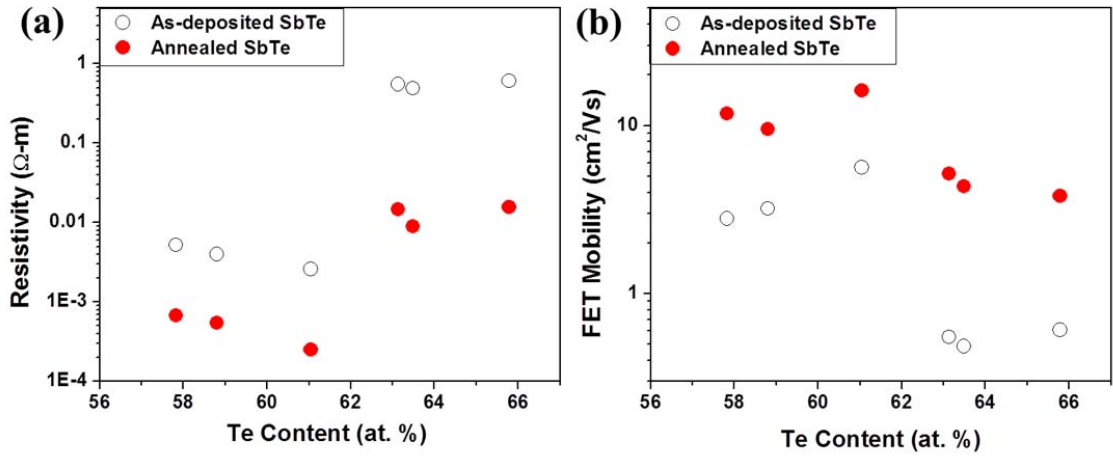 (a)
As-deposited SbTe
Annealed SbTe
1
0.1
0.01
1E-3
1E-4
Resistivity (Ω-m)
56 58 60 62 64 66
Te Content (at. %)
(b)
As-deposited SbTe
Annealed SbTe
10
1
FET Mobility (cm²/Vs)
56 58 60 62 64 66
Te Content (at. %)